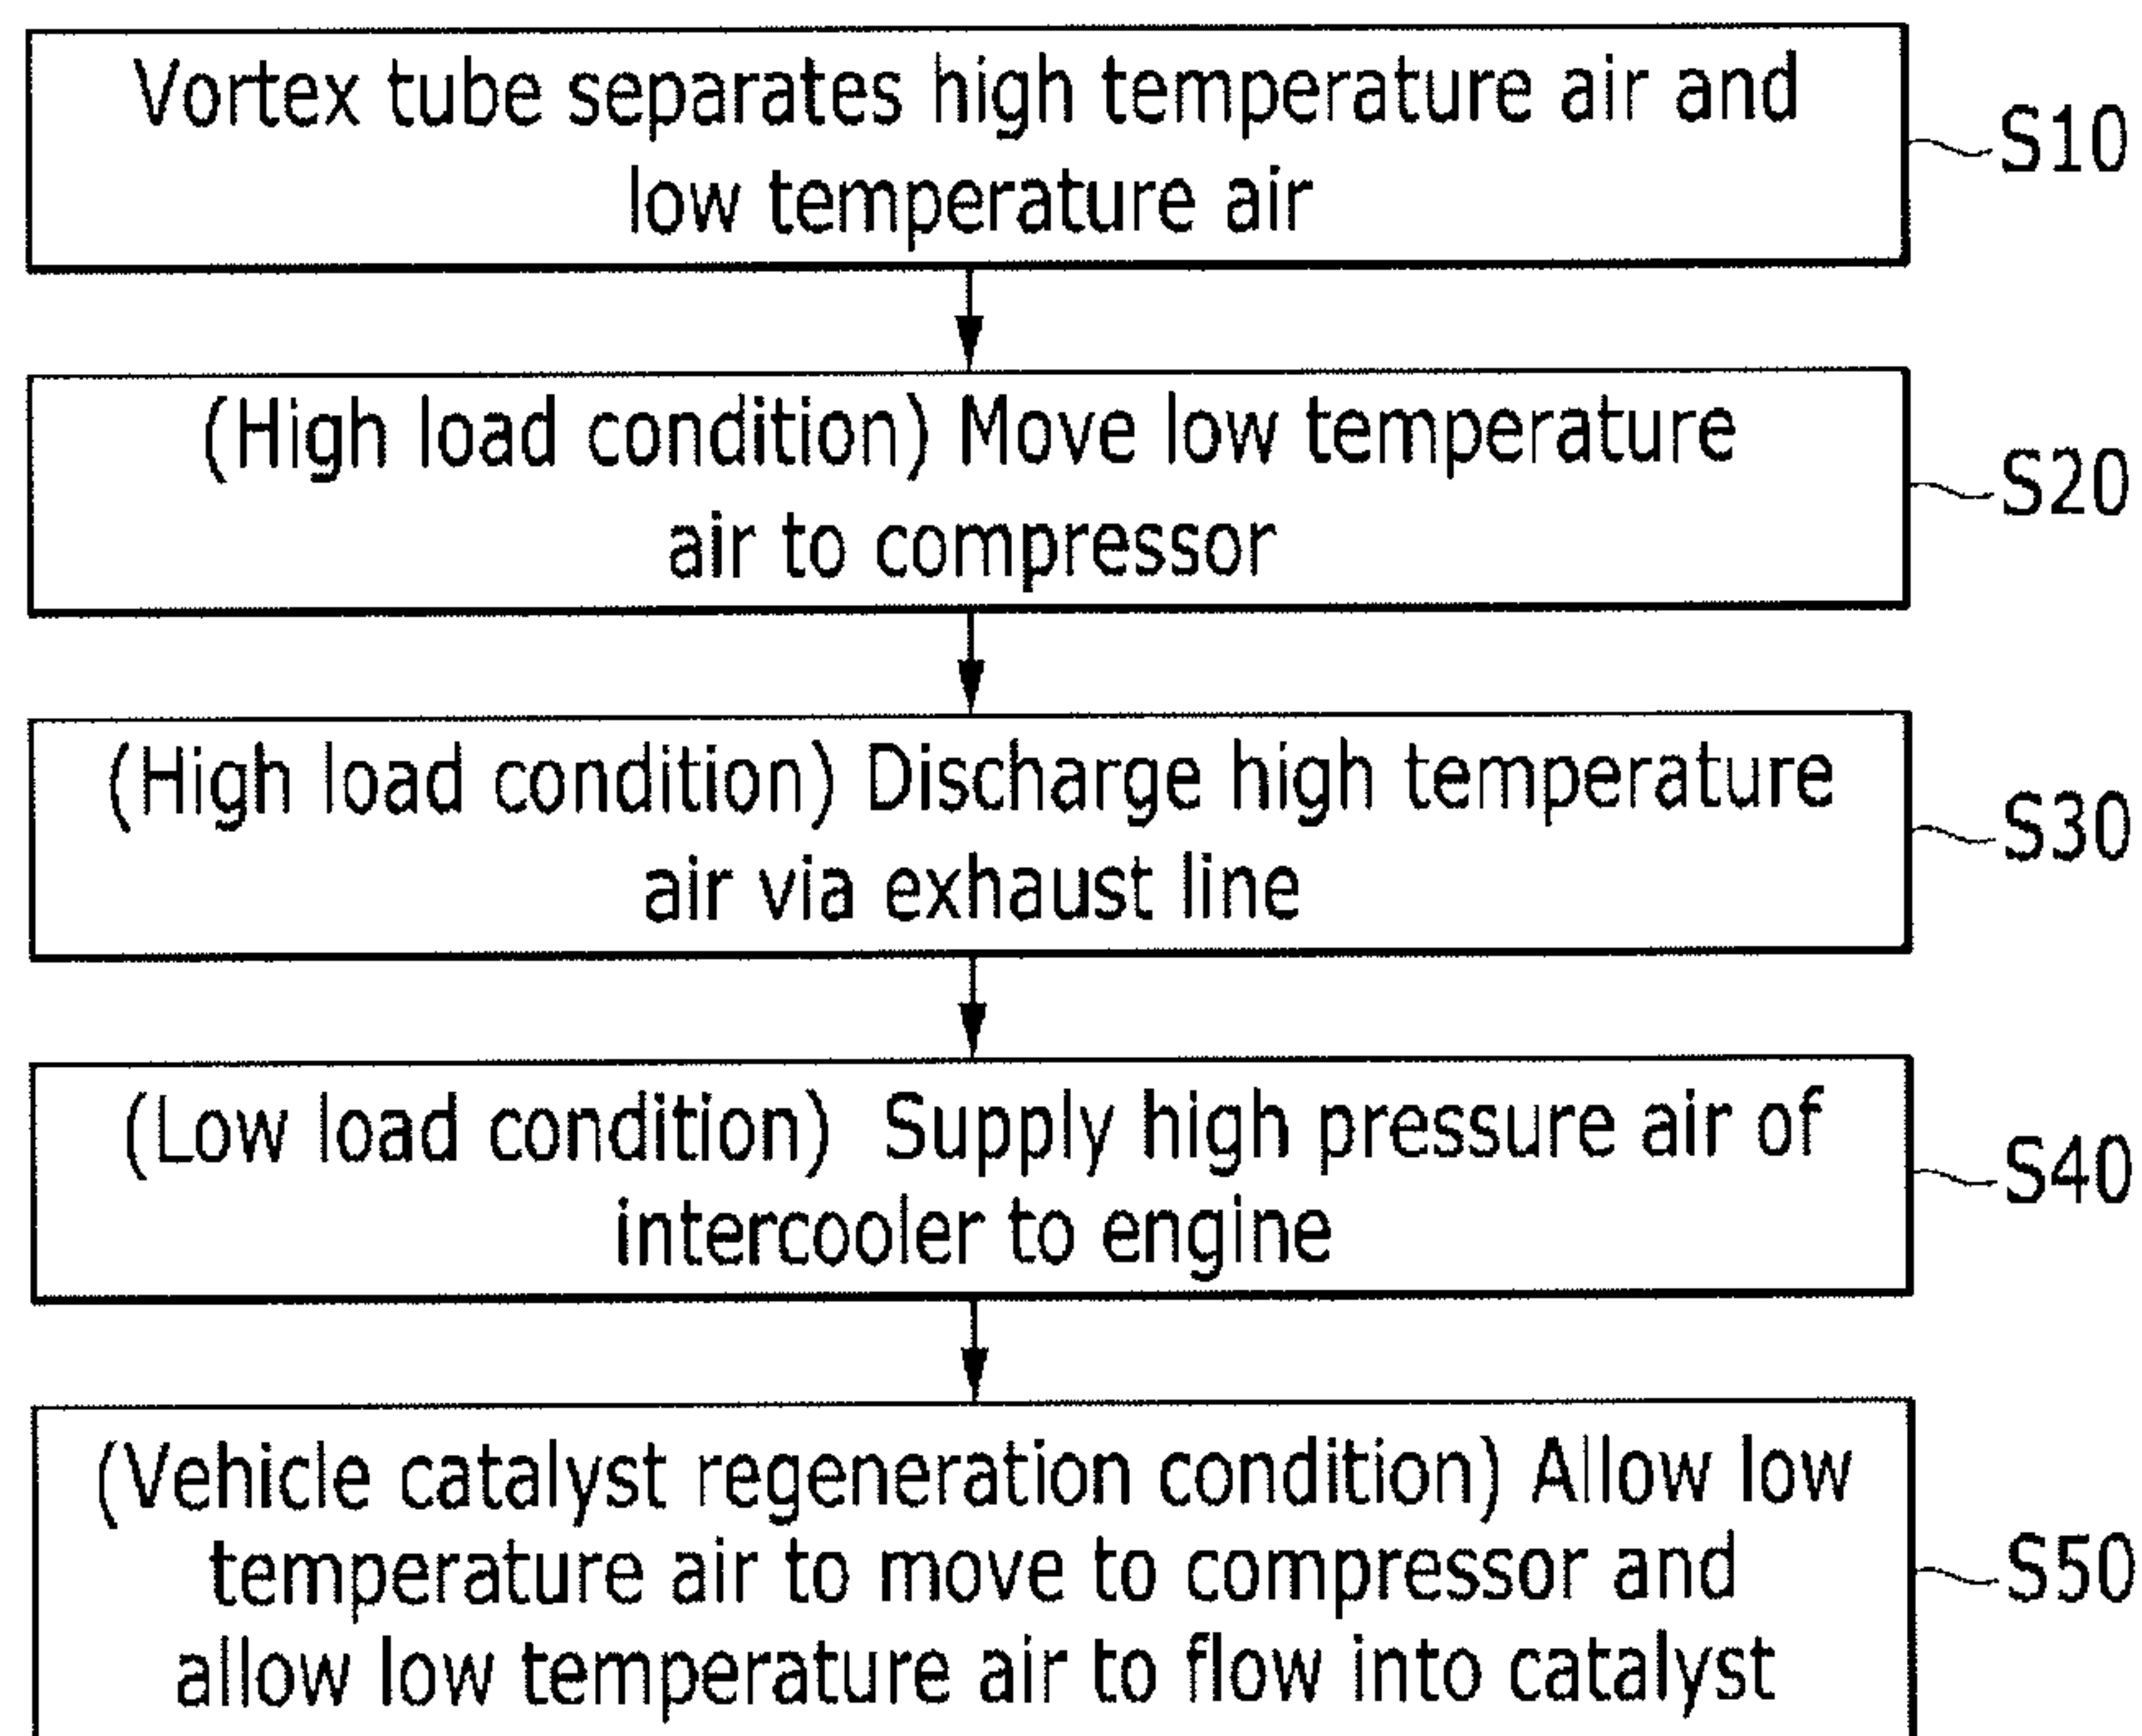 Vortex tube separates high temperature air and
low temperature air
S10
(High load condition) Move low temperature
air to compressor
S20
(High load condition) Discharge high temperature
air via exhaust line
S30
(Low load condition) Supply high pressure air of
intercooler to engine
S40
(Vehicle catalyst regeneration condition) Allow low
temperature air to move to compressor and
allow low temperature air to flow into catalyst
S50